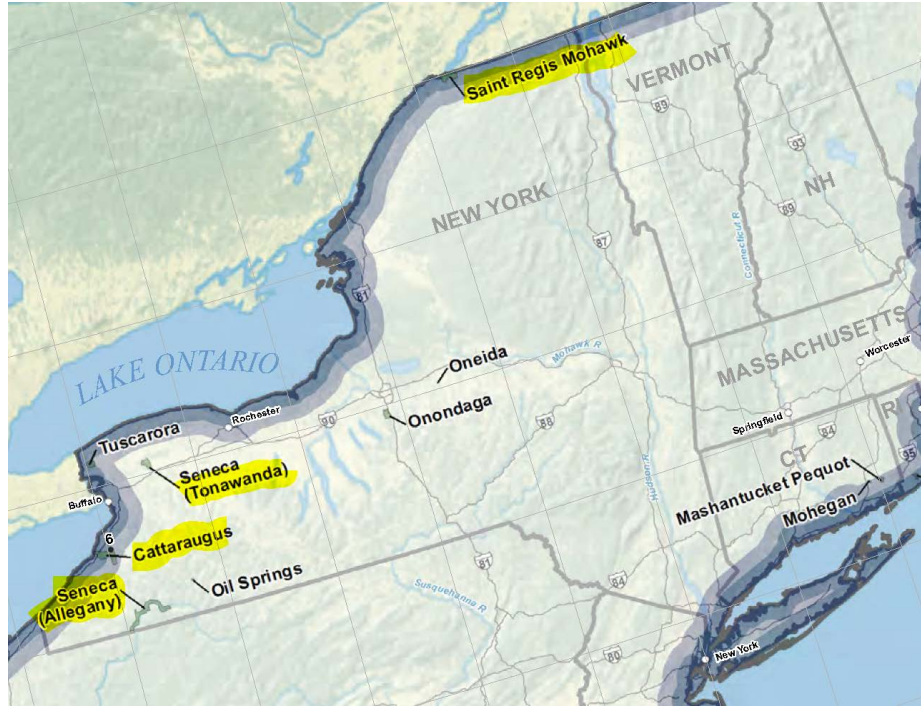 Saint Regis Mohawk
VERMONT
89
93
NH
89
NEW YORK
87
Connecticut R
81
LAKE ONTARIO
MASSACHUSETTS
Worcester
Mohawk R
Oneida
Onondaga
Rochester
90
88
Springfield
84
RI
CT
95
Tuscarora
Seneca
(Tonawanda)
Buffalo
Hudson R
Mashantucket Pequot
Mohegan
6
Cattaraugus
Oil Springs
Seneca
(Allegany)
81
84
Susquehanna R
80
New York